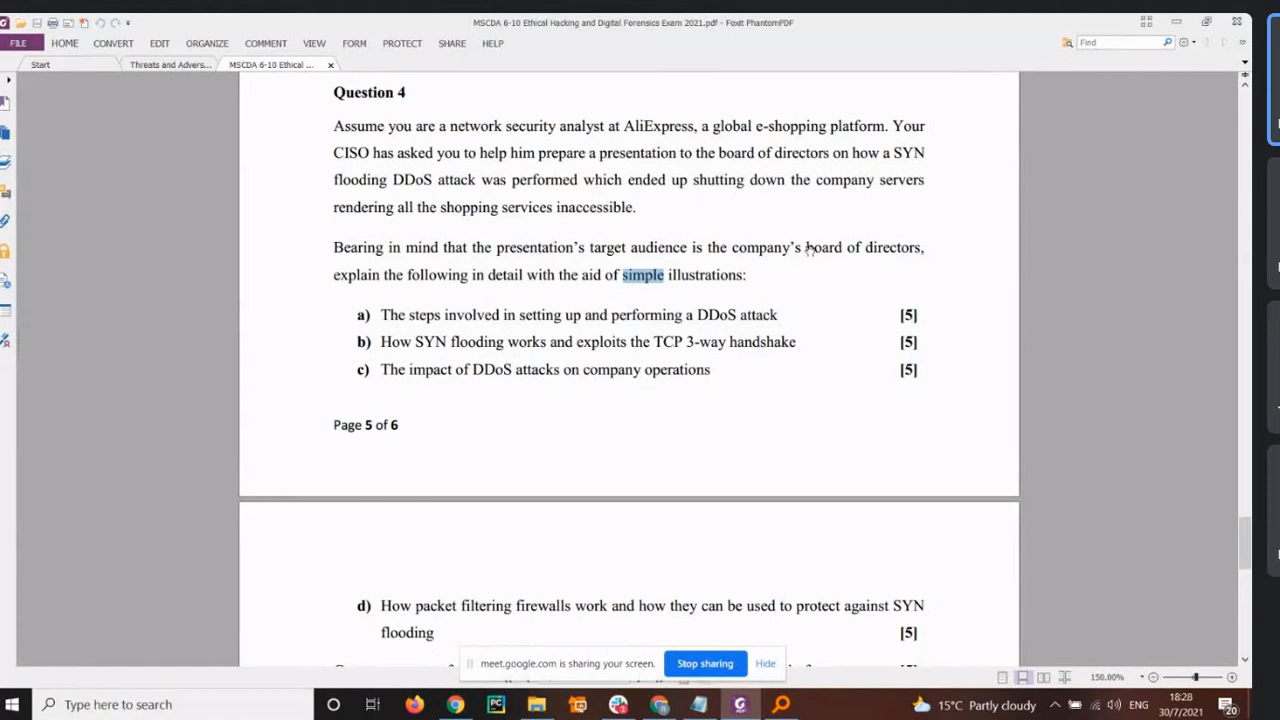 MSCDA 6-10 Ethical Hacking and Digital Forensics Exam 2021.pdf - Foxit PhantomPDF
FILE HOME CONVERT EDIT ORGANIZE COMMENT VIEW FORM PROTECT SHARE HELP Find
Start Threats and Advers... MSCDA 6-10 Ethical ...
Question 4
Assume you are a network security analyst at AliExpress, a global e-shopping platform. Your
CISO has asked you to help him prepare a presentation to the board of directors on how a SYN
flooding DDoS attack was performed which ended up shutting down the company servers
rendering all the shopping services inaccessible.
Bearing in mind that the presentation's target audience is the company's board of directors,
explain the following in detail with the aid of simple illustrations:
a) The steps involved in setting up and performing a DDoS attack [5]
b) How SYN flooding works and exploits the TCP 3-way handshake [5]
c) The impact of DDoS attacks on company operations [5]
Page 5 of 6
d) How packet filtering firewalls work and how they can be used to protect against SYN
flooding [5]
meet.google.com is sharing your screen. Stop sharing Hide
150.00%
Type here to search
15°C Partly cloudy ENG
18:28
30/7/2021
20